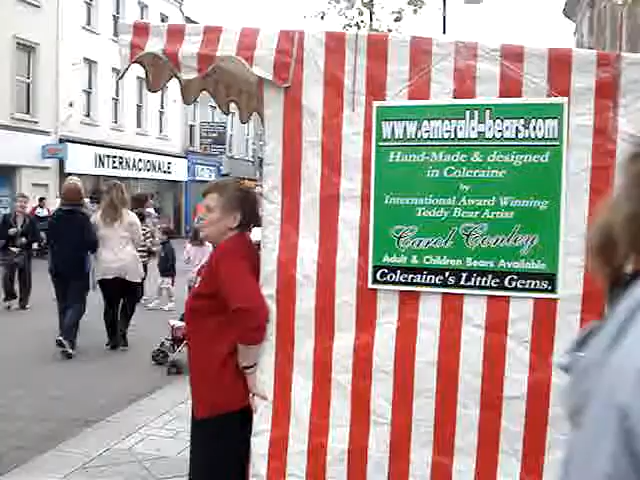 INTERNACIONALE
www.emerald-bears.com
Hand-Made & designed
in Coleraine
by
International Award Winning
Teddy Bear Artist
Carol Conley
Adult & Children Bears Available
Coleraine's Little Gems.